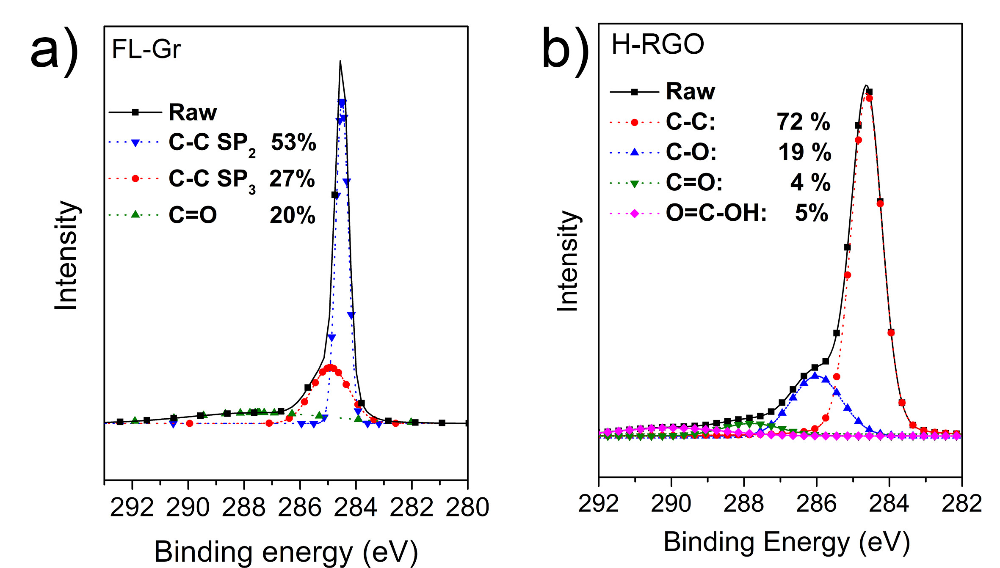 a)
FL-Gr
Raw
C-C SP2 53%
C-C SP3 27%
C=O 20%
Intensity
292 290 288 286 284 282 280
Binding energy (eV)
b)
H-RGO
Raw
C-C: 72 %
C-O: 19 %
C=O: 4 %
O=C-OH: 5%
Intensity
292 290 288 286 284 282
Binding Energy (eV)